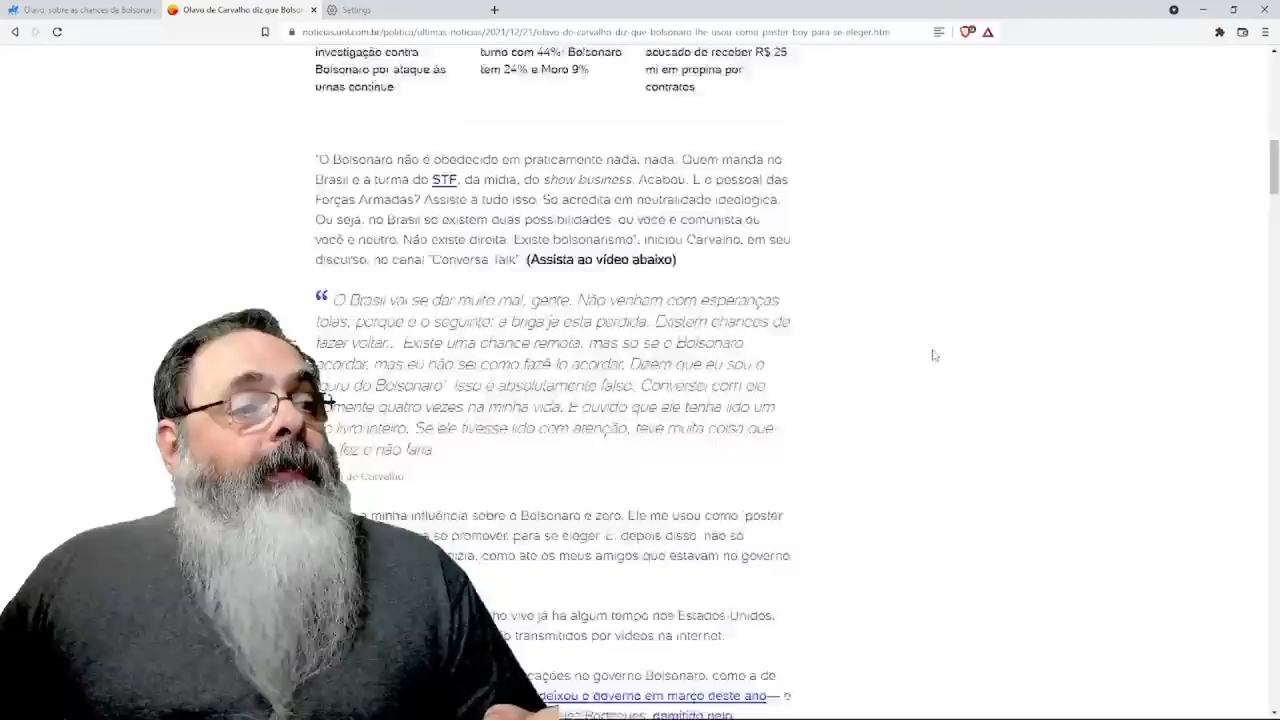 Olavo, sobre as chances de Bolsonar
Olavo de Carvalho diz que Bolson
Settings
noticias.uol.com.br/politica/ultimas-noticias/2021/12/21/olavo-de-carvalho-diz-que-bolsonaro-lhe-usou-como-poster-boy-para-se-eleger.htm
investigação contra
Bolsonaro por ataque às
urnas continue
turno com 44%; Bolsonaro
tem 24% e Moro 9%
acusado de receber R$ 25
mi em propina por
contratos
"O Bolsonaro não é obedecido em praticamente nada, nada. Quem manda no
Brasil é a turma do STF, da mídia, do show business. Acabou. E o pessoal das
Forças Armadas? Assiste a tudo isso. Só acredita em neutralidade ideológica.
Ou seja, no Brasil só existem duas possibilidades: ou você é comunista ou
você é neutro. Não existe direita. Existe bolsonarismo", iniciou Carvalho, em seu
discurso, no canal "Conversa Talk". (Assista ao vídeo abaixo)
“ O Brasil vai se dar muito mal, gente. Não venham com esperanças
tolas, porque é o seguinte: a briga já está perdida. Existem chances de
fazer voltar... Existe uma chance remota, mas só se o Bolsonaro
acordar, mas eu não sei como fazê-lo acordar. Dizem que eu sou o
guru do Bolsonaro". Isso é absolutamente falso. Conversei com ele
somente quatro vezes na minha vida. E duvido que ele tenha lido um
livro inteiro. Se ele tivesse lido com atenção, teve muita coisa que
fez e não faria.
de Carvalho
minha influência sobre o Bolsonaro é zero. Ele me usou como 'poster
se promover, para se eleger. E, depois disso, não só
dizia, como até os meus amigos que estavam no governo
vive já há algum tempo nos Estados Unidos,
transmitidos por vídeos na internet.
cações no governo Bolsonaro, como a de
deixou o governo em março deste ano— e
Rodrigues, demitido pelo